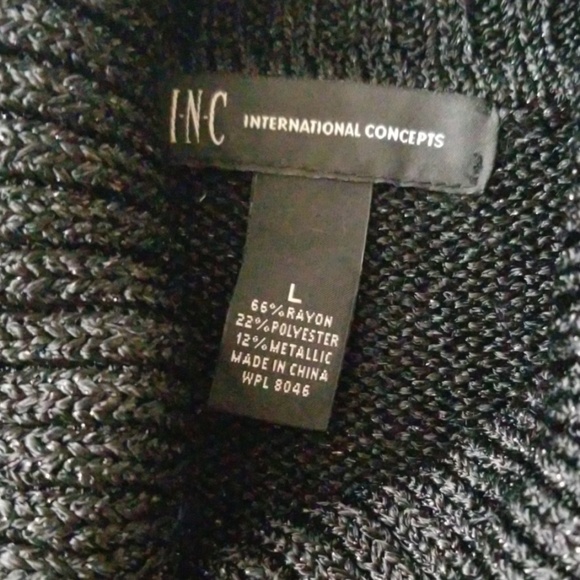 I·N·C INTERNATIONAL CONCEPTS
L
66% RAYON
22% POLYESTER
12% METALLIC
MADE IN CHINA
WPL 8046